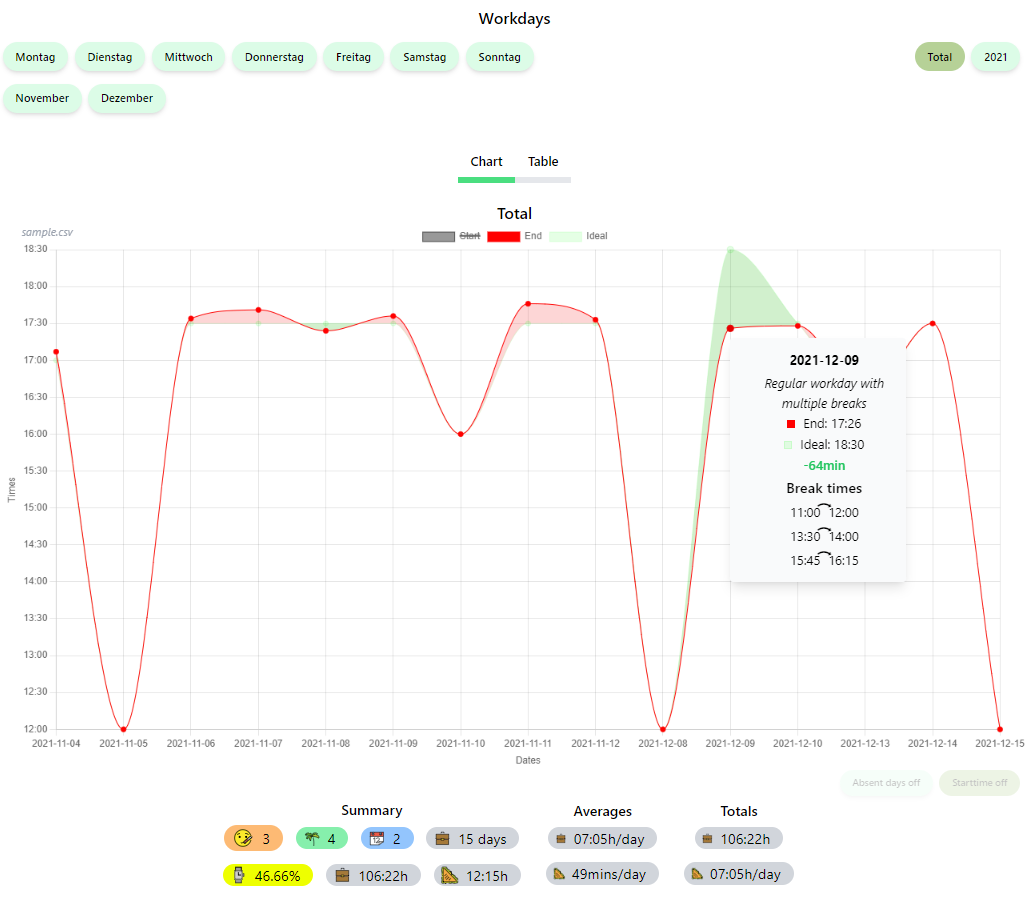 Workdays
Montag Dienstag Mittwoch Donnerstag Freitag Samstag Sonntag Total 2021
November Dezember
Chart Table
Total
sample.csv
Start End Ideal
18:30
18:00
17:30
17:00
16:30
16:00
15:30
15:00
14:30
14:00
13:30
13:00
12:30
12:00
Times
2021-12-09
Regular workday with
multiple breaks
End: 17:26
Ideal: 18:30
-64min
Break times
11:00 12:00
13:30 14:00
15:45 16:15
2021-11-04 2021-11-05 2021-11-06 2021-11-07 2021-11-08 2021-11-09 2021-11-10 2021-11-11 2021-11-12 2021-12-08 2021-12-09 2021-12-10 2021-12-13 2021-12-14 2021-12-15
Dates
Absent days off Starttime off
Summary Averages Totals
3 4 2 15 days 07:05h/day 106:22h
46.66% 106:22h 12:15h 49mins/day 07:05h/day